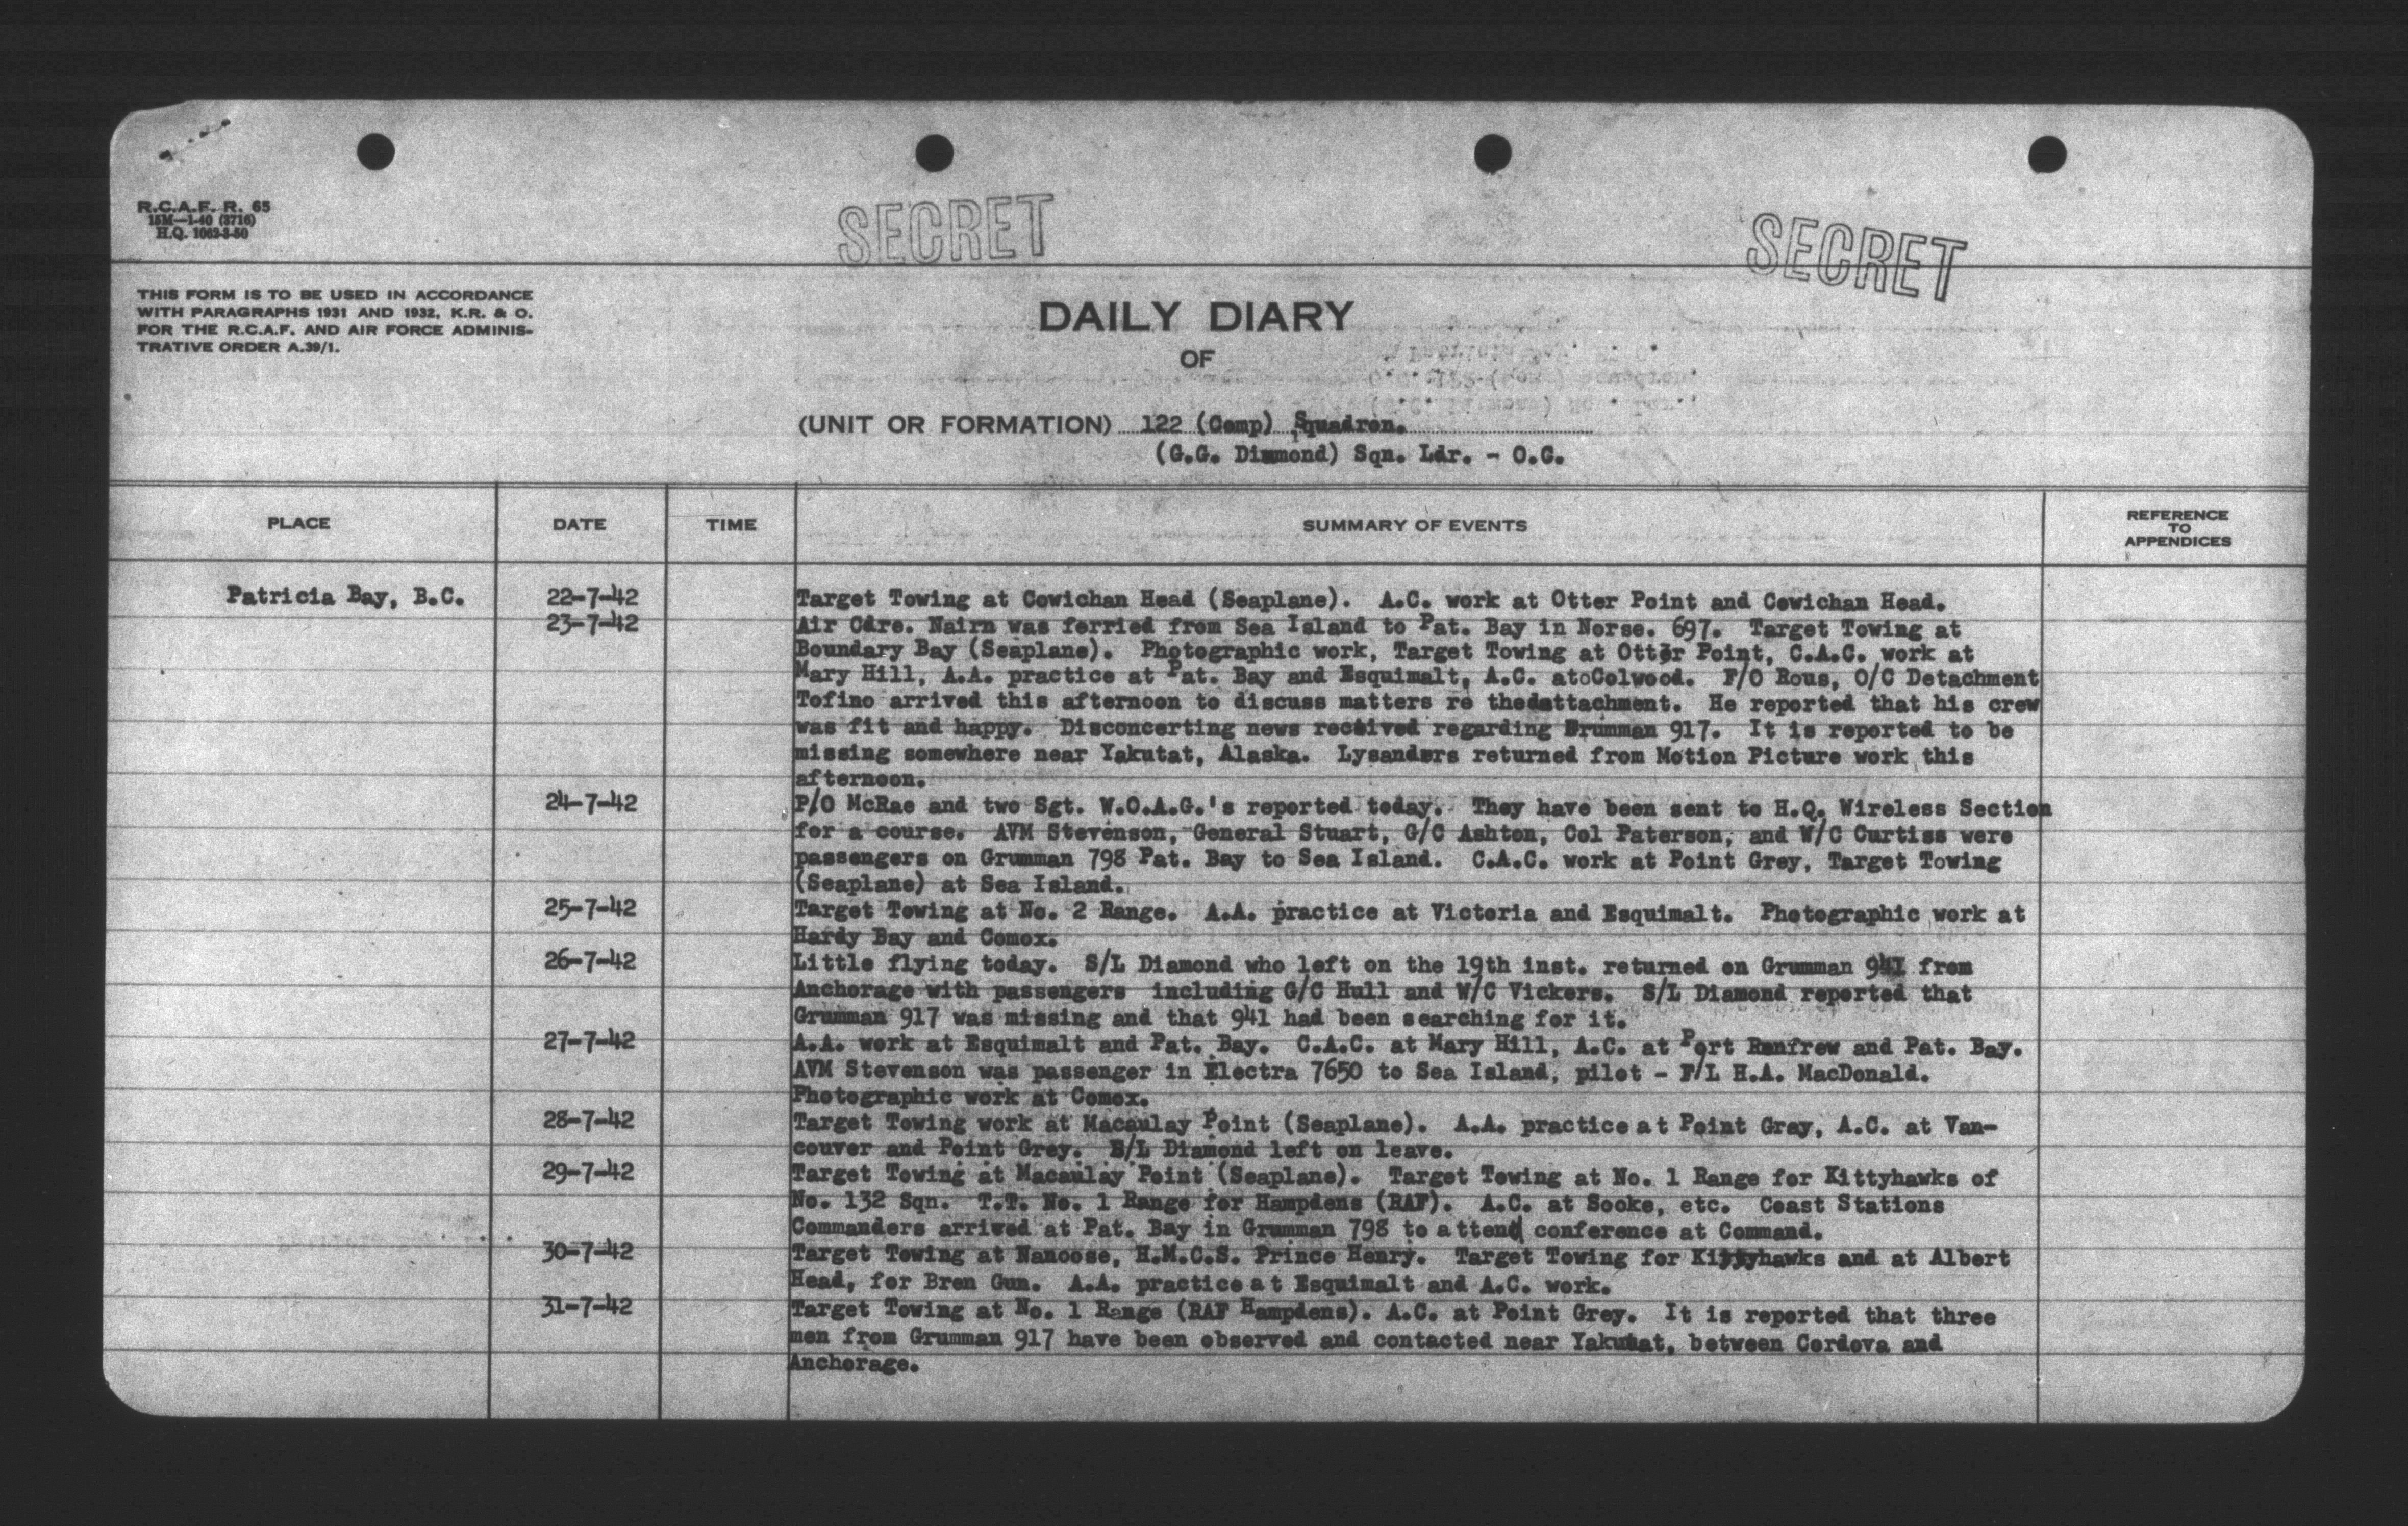 R.C.A.F. R. 65
15M—1-40 (3716)
H.Q. 1062-3-50
SECRET
SECRET
THIS FORM IS TO BE USED IN ACCORDANCE
WITH PARAGRAPHS 1931 AND 1932, K.R. & O.
FOR THE R.C.A.F. AND AIR FORCE ADMINIS-
TRATIVE ORDER A.39/1.
DAILY DIARY
OF
(UNIT OR FORMATION) 122 (Comp) Squadron.
(G.G. Diamond) Sqn. Ldr. - O.C.
PLACE DATE TIME SUMMARY OF EVENTS REFERENCE TO APPENDICES
Patricia Bay, B.C. 22-7-42 Target Towing at Cowichan Head (Seaplane). A.C. work at Otter Point and Cowichan Head.
23-7-42 Air Cdre. Nairn was ferried from Sea Island to Pat. Bay in Norse. 697. Target Towing at
Boundary Bay (Seaplane). Photographic work, Target Towing at Otter Point, C.A.C. work at
Mary Hill, A.A. practice at Pat. Bay and Esquimalt, A.C. atoColwood. F/O Rous, O/C Detachment
Tofino arrived this afternoon to discuss matters re thedattachment. He reported that his crew
was fit and happy. Disconcerting news received regarding Grumman 917. It is reported to be
missing somewhere near Yakutat, Alaska. Lysanders returned from Motion Picture work this
afternoon.
24-7-42 P/O McRae and two Sgt. W.O.A.G.'s reported today. They have been sent to H.Q. Wireless Section
for a course. AVM Stevenson, General Stuart, G/C Ashton, Col Paterson, and W/C Curtiss were
passengers on Grumman 798 Pat. Bay to Sea Island. C.A.C. work at Point Grey, Target Towing
(Seaplane) at Sea Island.
25-7-42 Target Towing at No. 2 Range. A.A. practice at Victoria and Esquimalt. Photographic work at
Hardy Bay and Comox.
26-7-42 Little flying today. S/L Diamond who left on the 19th inst. returned on Grumman 941 from
Anchorage with passengers including G/C Hull and W/C Vickers. S/L Diamond reported that
Grumman 917 was missing and that 941 had been searching for it.
27-7-42 A.A. work at Esquimalt and Pat. Bay. C.A.C. at Mary Hill, A.C. at Port Renfrew and Pat. Bay.
AVM Stevenson was passenger in Electra 7650 to Sea Island, pilot - F/L H.A. MacDonald.
Photographic work at Comox.
28-7-42 Target Towing work at Macaulay Point (Seaplane). A.A. practice at Point Gray, A.C. at Van-
couver and Point Grey. S/L Diamond left on leave.
29-7-42 Target Towing at Macaulay Point (Seaplane). Target Towing at No. 1 Range for Kittyhawks of
No. 132 Sqn. T.T. No. 1 Range for Hampdens (RAF). A.C. at Sooke, etc. Coast Stations
Commanders arrived at Pat. Bay in Grumman 798 to attend conference at Command.
30-7-42 Target Towing at Nanoose, H.M.C.S. Prince Henry. Target Towing for Kittyhawks and at Albert
Head, for Bren Gun. A.A. practice at Esquimalt and A.C. work.
31-7-42 Target Towing at No. 1 Range (RAF Hampdens). A.C. at Point Grey. It is reported that three
men from Grumman 917 have been observed and contacted near Yakutat, between Cordova and
Anchorage.